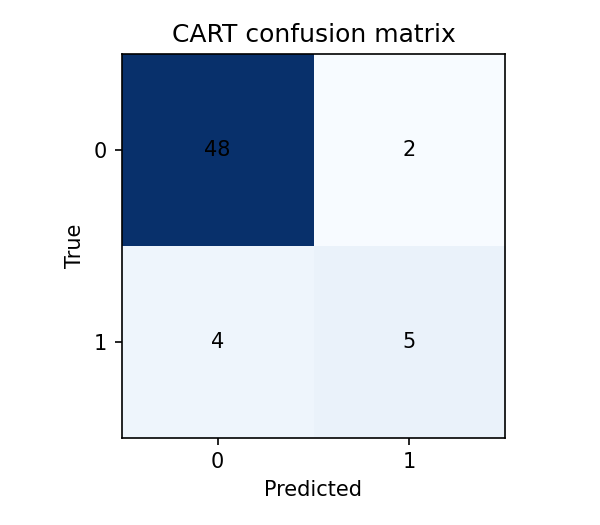 CART confusion matrix
0 48 2
True
1 4 5
0 1
Predicted